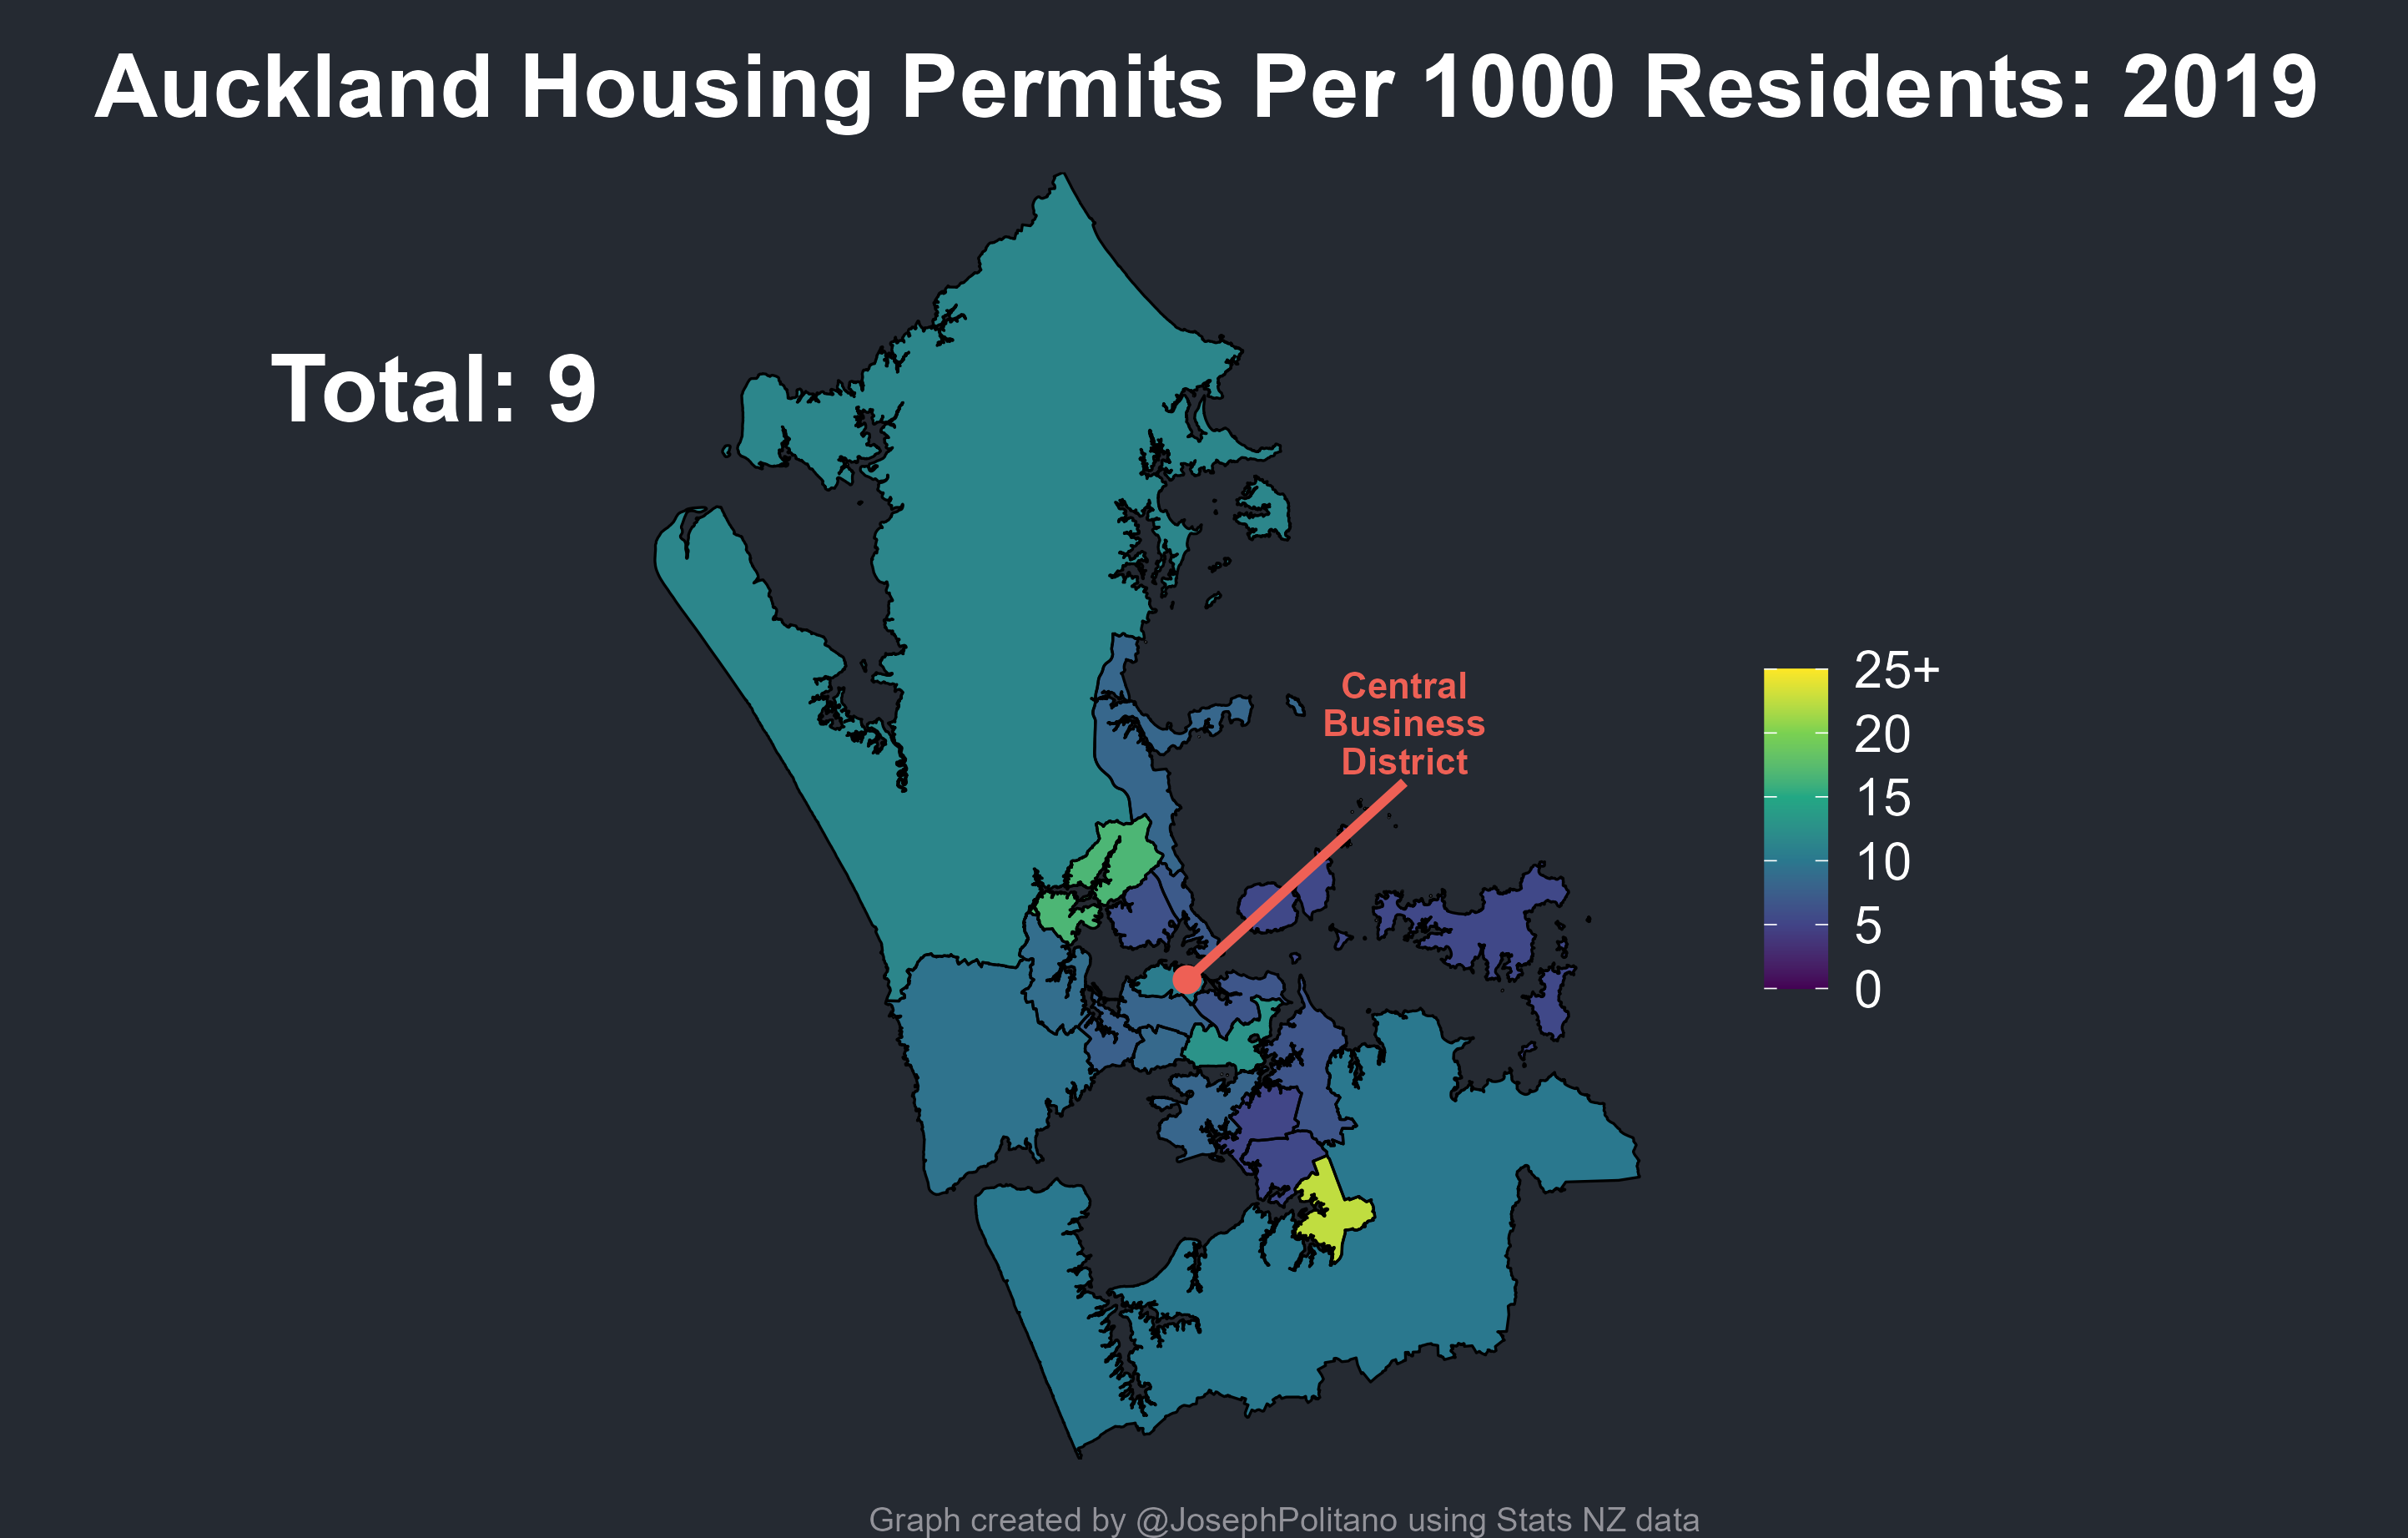 Auckland Housing Permits Per 1000 Residents: 2019
Total: 9
Central
Business
District
25+
20
15
10
5
0
Graph created by @JosephPolitano using Stats NZ data